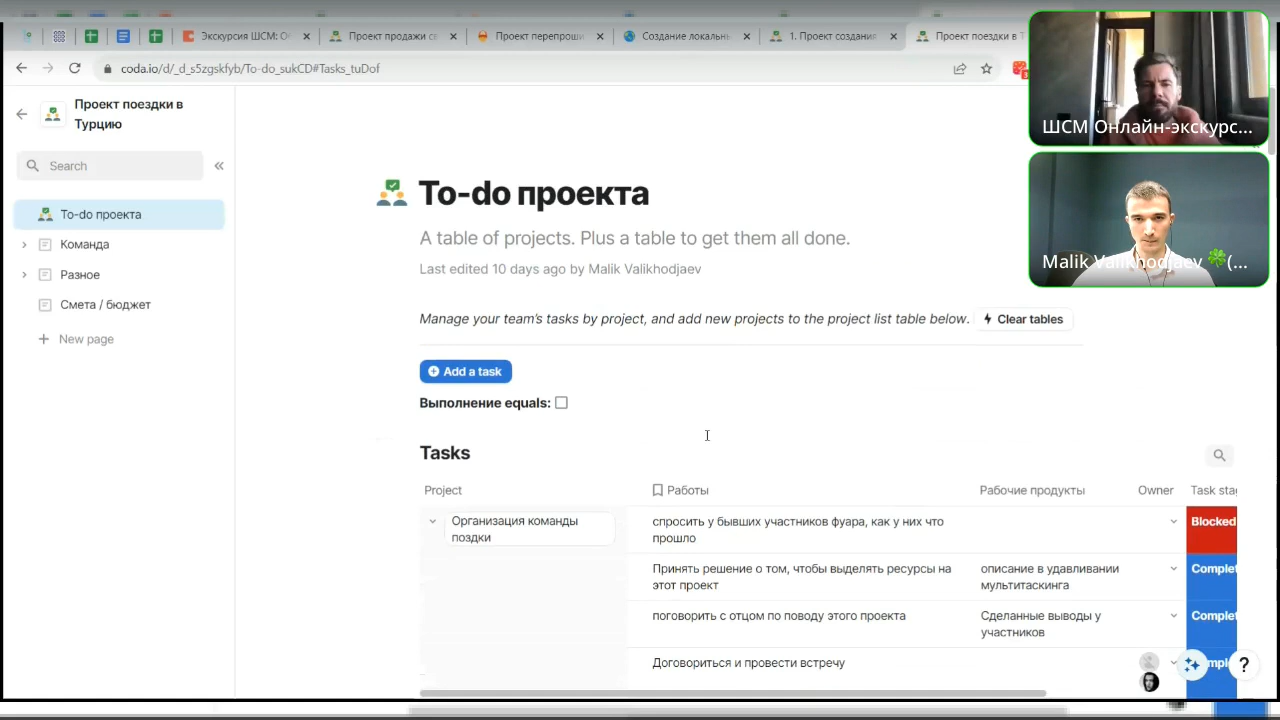 Экскурсия ШСМ: О
Проект продажи се
Проект перепрош
Создание локальн
1. Проект создания
Проект поездки в Т
coda.io/d/_d_s5zgskfyb/To-do_sukCD#Tasks_tuDof
Проект поездки в
Турцию
Search
To-do проекта
Команда
Разное
Смета / бюджет
New page
To-do проекта
A table of projects. Plus a table to get them all done.
Last edited 10 days ago by Malik Valikhodjaev
Manage your team's tasks by project, and add new projects to the project list table below.
Clear tables
Add a task
Выполнение equals:
Tasks
Project
Работы
Рабочие продукты
Owner
Task stag
Организация команды
поздки
спросить у бывших участников фуара, как у них что
прошло
Blocked
Принять решение о том, чтобы выделять ресурсы на
этот проект
описание в удавливании
мультитаскинга
Complet
поговорить с отцом по поводу этого проекта
Сделанные выводы у
участников
Complet
Договориться и провести встречу
ШСМ Онлайн-экскурс...
Malik Valikhodjaev 🍀(...